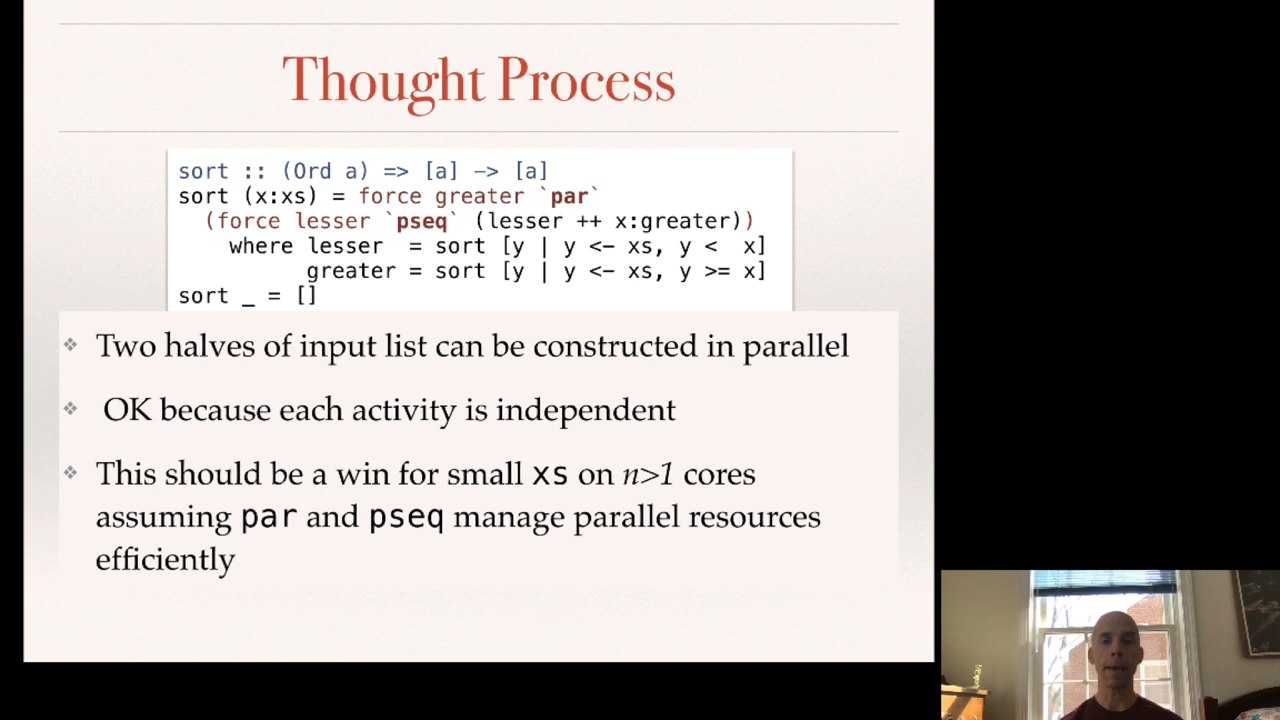 Thought Process
sort :: (Ord a) => [a] -> [a]
sort (x:xs) = force greater `par`
(force lesser `pseq` (lesser ++ x:greater))
where lesser  = sort [y | y <- xs, y <  x]
greater = sort [y | y <- xs, y >= x]
sort _ = []
❖ Two halves of input list can be constructed in parallel
❖ OK because each activity is independent
❖ This should be a win for small xs on n>1 cores
assuming par and pseq manage parallel resources
efficiently